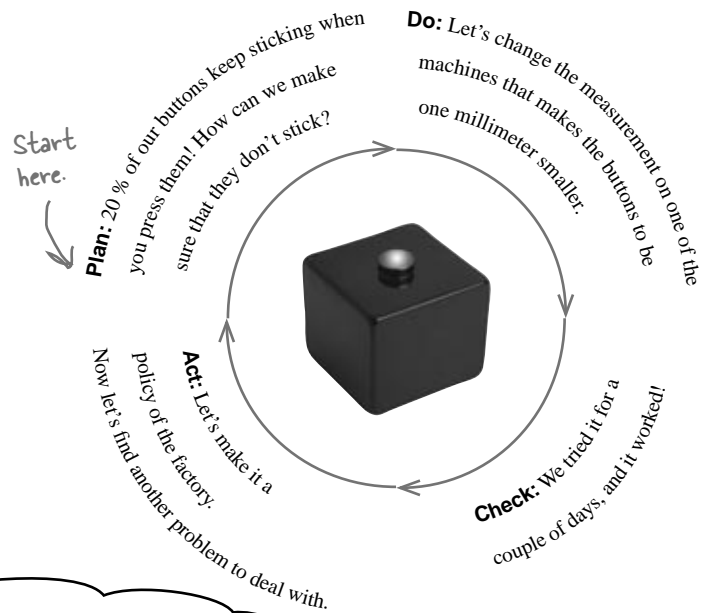 Start
here.
Plan: 20 % of our buttons keep sticking when
you press them! How can we make
sure that they don't stick?
Do: Let's change the measurement on one of the
machines that makes the buttons to be
one millimeter smaller.
Check: We tried it for a
couple of days, and it worked!
Act: Let's make it a
policy of the factory.
Now let's find another problem to deal with.